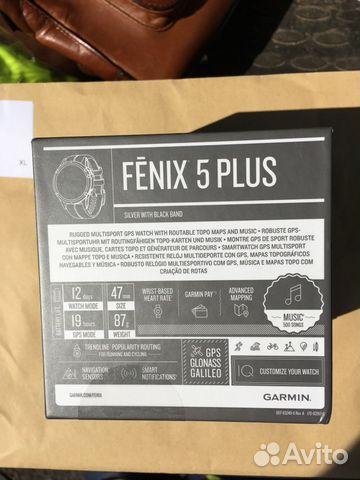 XL
FĒNIX 5 PLUS
SILVER WITH BLACK BAND
RUGGED MULTISPORT GPS WATCH WITH ROUTABLE TOPO MAPS AND MUSIC • ROBUSTE GPS-
MULTISPORTUHR MIT ROUTINGFÄHIGEN TOPO-KARTEN UND MUSIK • MONTRE GPS DE SPORT ROBUSTE
AVEC MUSIQUE, CARTES TOPO ET GÉNÉRATEUR DE PARCOURS • SMARTWATCH GPS MULTISPORT
CON MAPPE TOPO E MUSICA • RESISTENTE RELOJ MULTIDEPORTE CON GPS, MAPAS TOPOGRÁFICOS
NAVEGABLES Y MÚSICA • ROBUSTO RELÓGIO MULTIDESPORTIVO COM GPS, MÚSICA E MAPAS TOPO COM
CRIAÇÃO DE ROTAS
BATTERY LIFE
12 days
WATCH MODE
19 hours
GPS MODE
47 mm
SIZE
87 g
WEIGHT
WRIST-BASED
HEART RATE
GARMIN PAY
ADVANCED
MAPPING
MUSIC
500 SONGS
TRENDLINE POPULARITY ROUTING
FOR RUNNING AND CYCLING
NAVIGATION
SENSORS
SMART
NOTIFICATIONS
GPS
GLONASS
GALILEO
IQ
CUSTOMIZE YOUR WATCH
GARMIN.COM/FENIX
GARMIN.
Avito